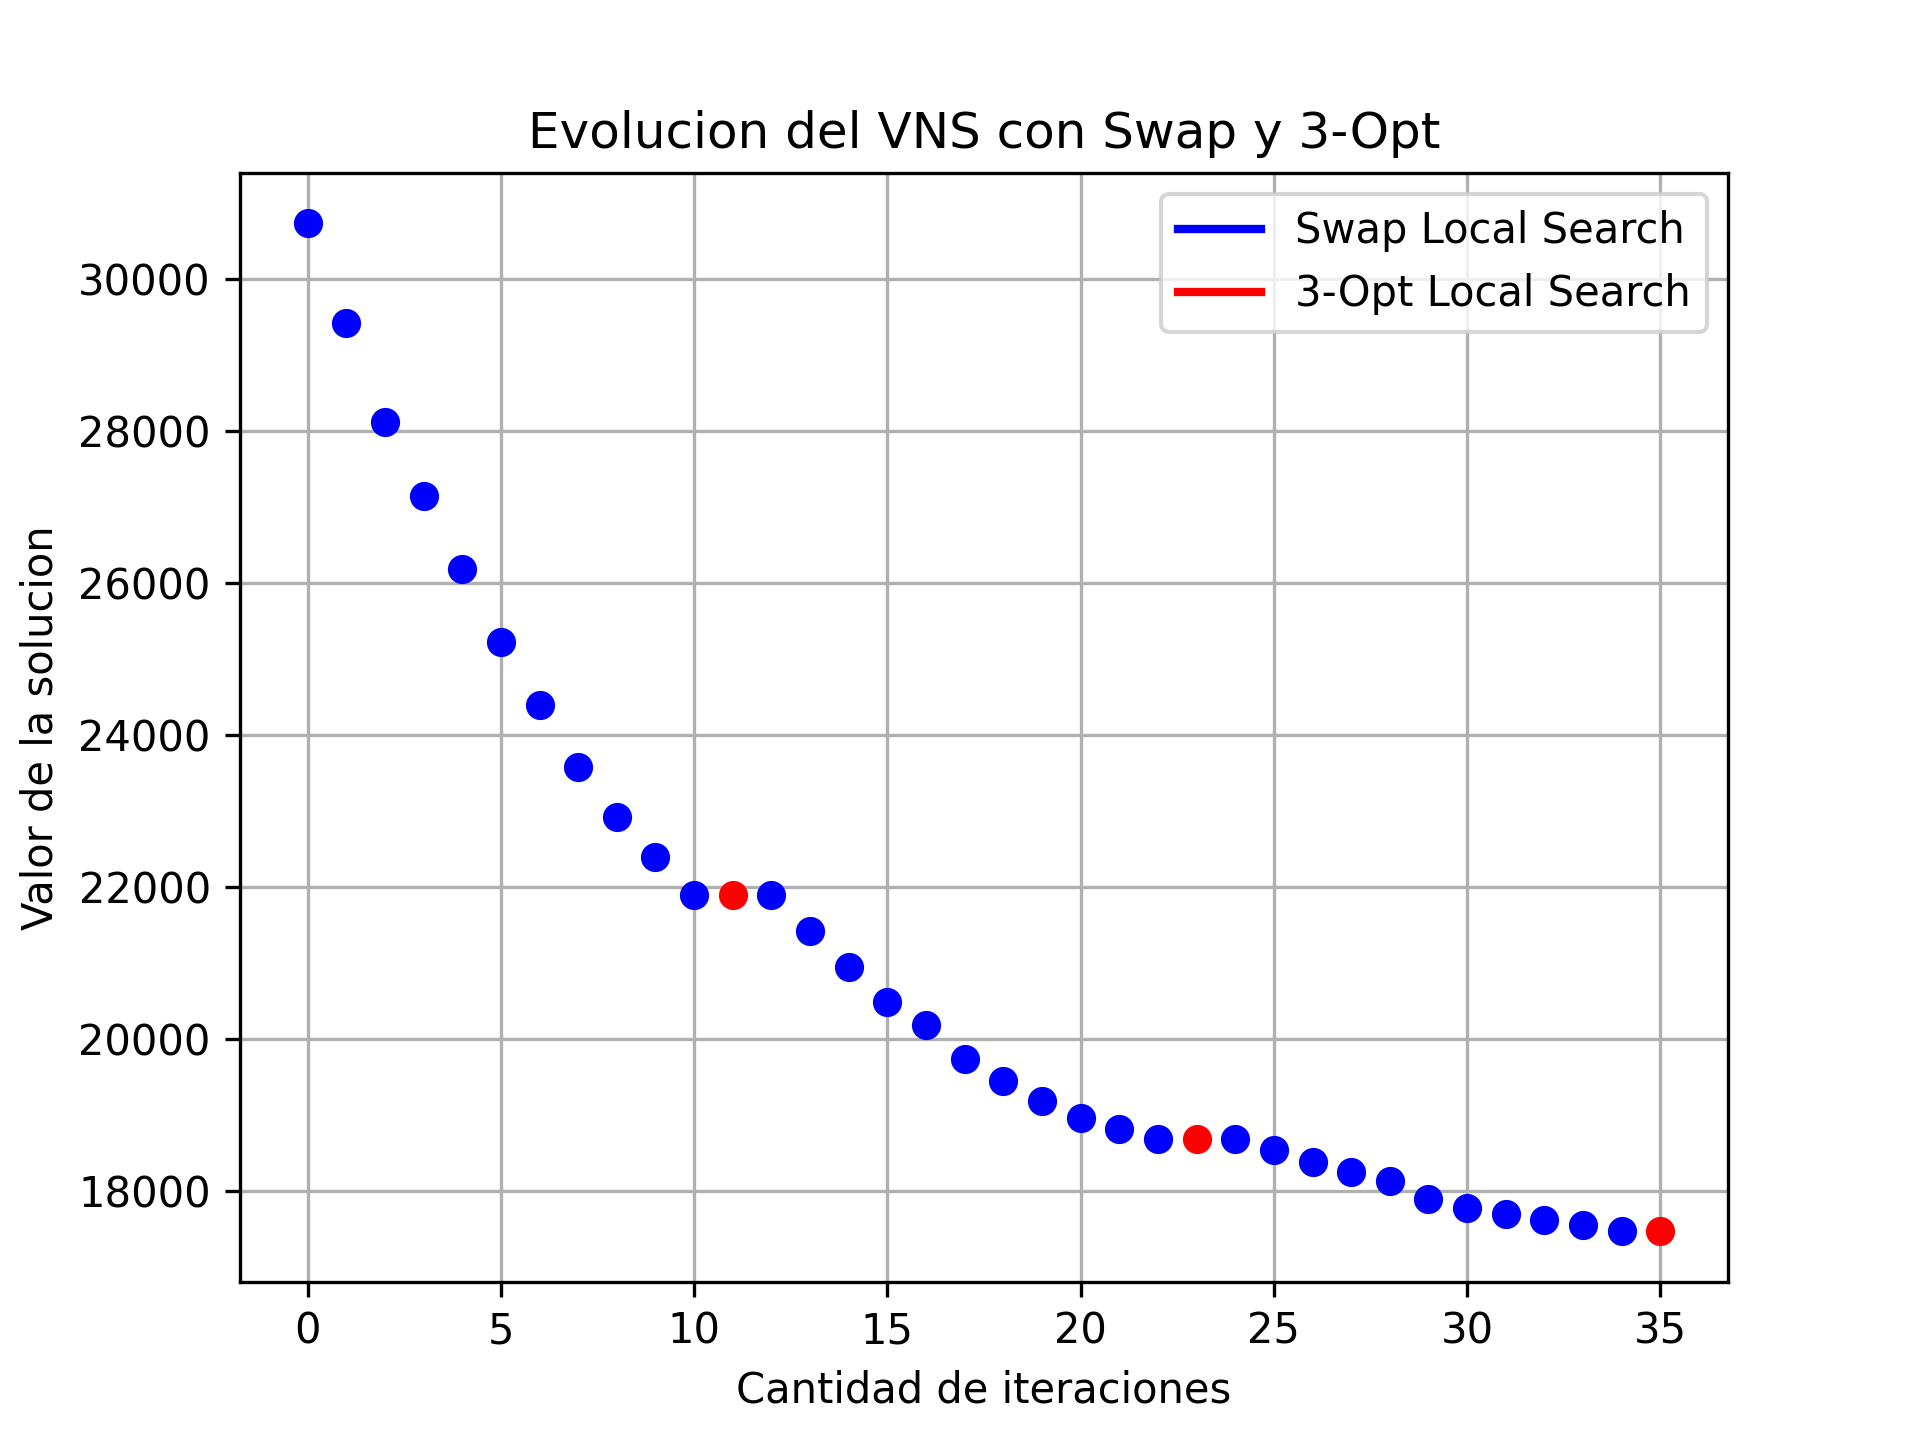 Evolucion del VNS con Swap y 3-Opt
Swap Local Search
3-Opt Local Search
Valor de la solucion
30000
28000
26000
24000
22000
20000
18000
0 5 10 15 20 25 30 35
Cantidad de iteraciones